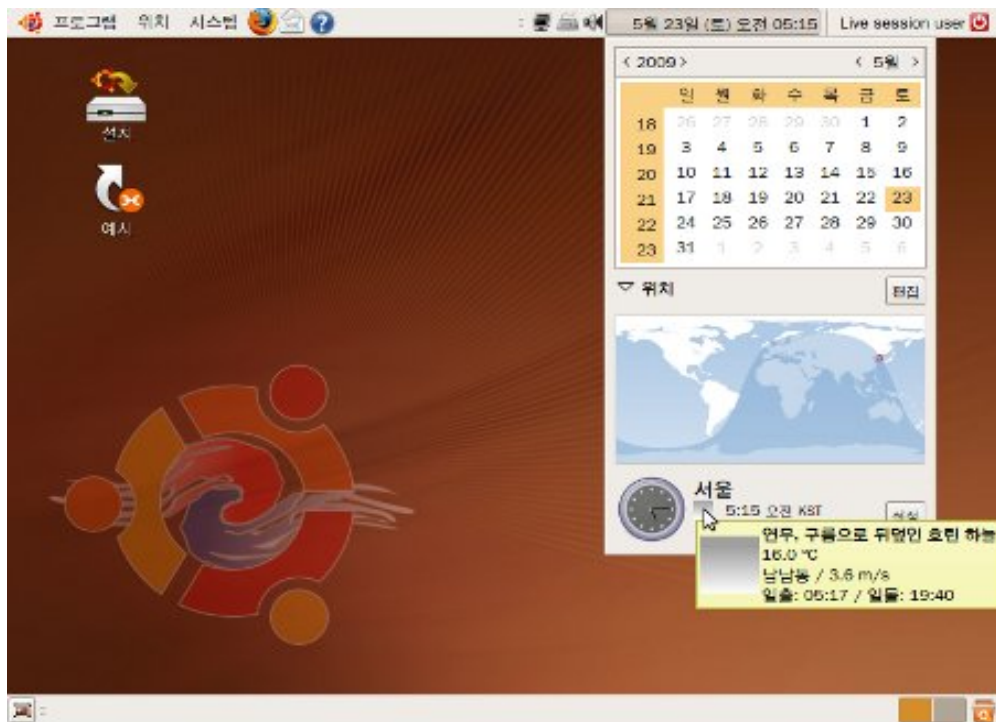 프로그램 위치 시스템
5월 23일 (토) 오전 05:15 Live session user
설치
예시
< 2009 > < 5월 >
일 월 화 수 목 금 토
18 26 27 28 29 30 1 2
19 3 4 5 6 7 8 9
20 10 11 12 13 14 15 16
21 17 18 19 20 21 22 23
22 24 25 26 27 28 29 30
23 31 1 2 3 4 5 6
위치 편집
서울
5:15 오전 KST
연무, 구름으로 뒤덮인 흐린 하늘
16.0 °C
남남동 / 3.6 m/s
일출: 05:17 / 일몰: 19:40